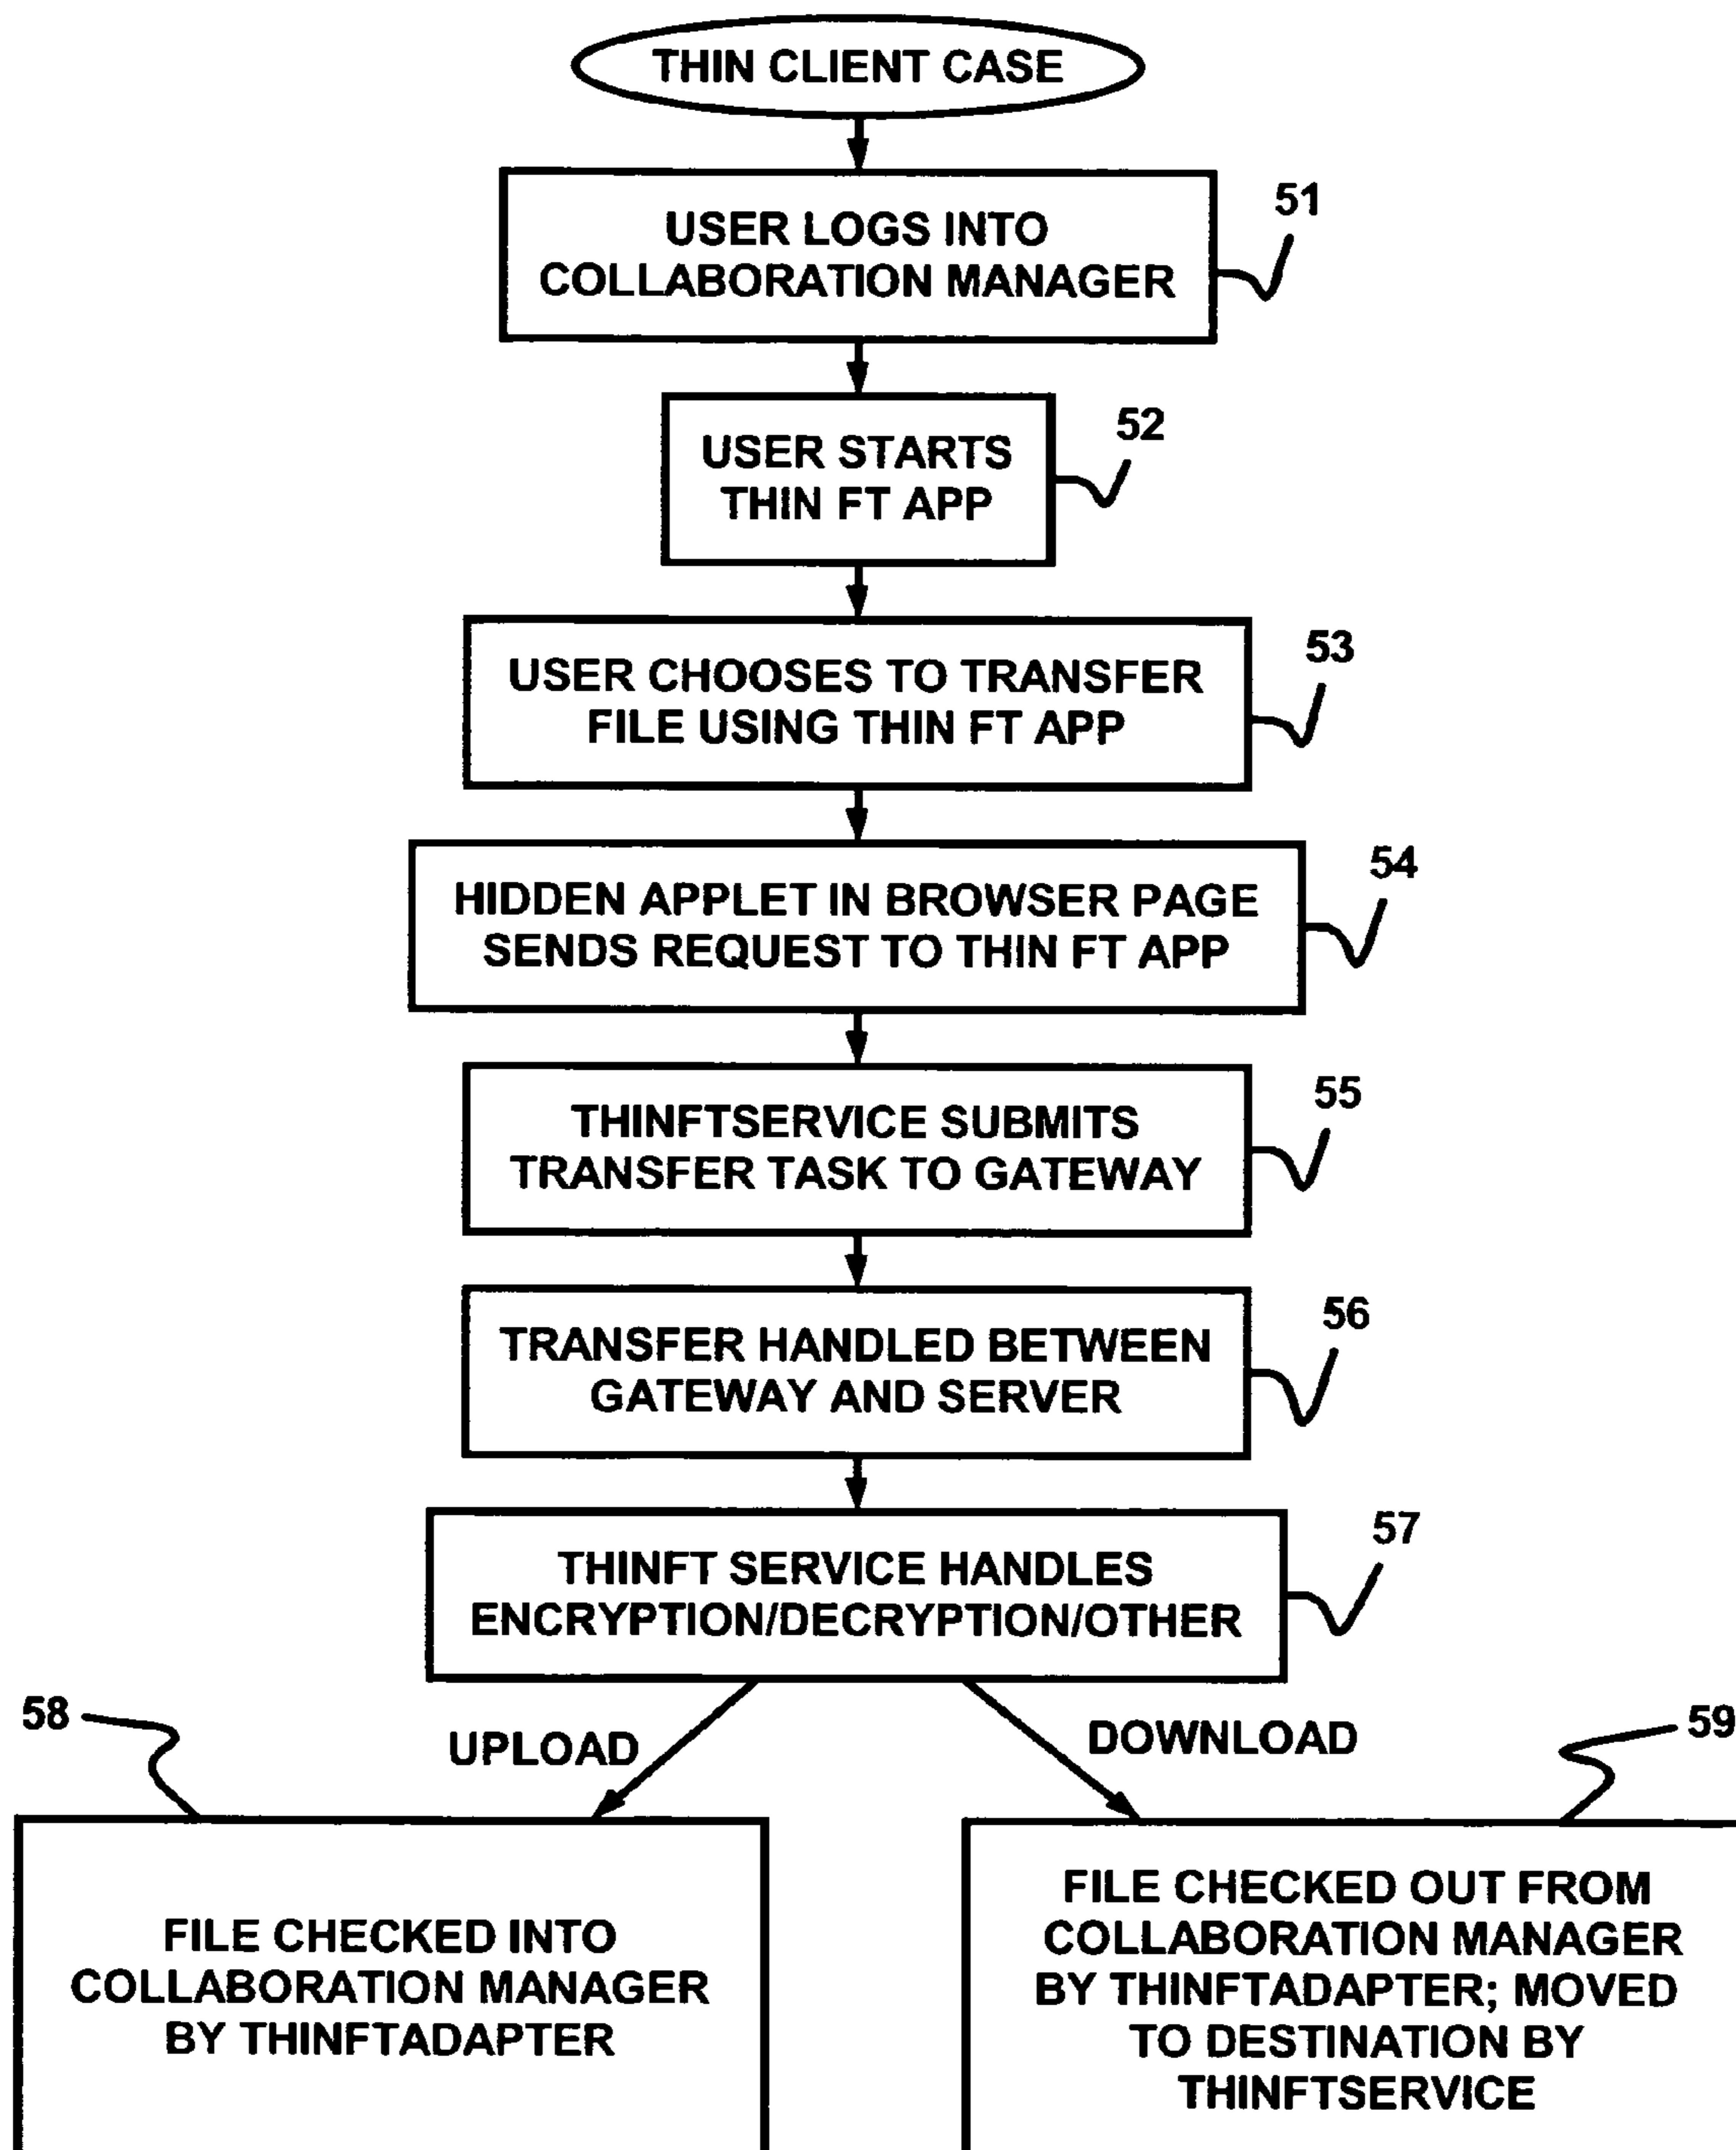 THIN CLIENT CASE
51
USER LOGS INTO
COLLABORATION MANAGER
52
USER STARTS
THIN FT APP
53
USER CHOOSES TO TRANSFER
FILE USING THIN FT APP
54
HIDDEN APPLET IN BROWSER PAGE
SENDS REQUEST TO THIN FT APP
55
THINFTSERVICE SUBMITS
TRANSFER TASK TO GATEWAY
56
TRANSFER HANDLED BETWEEN
GATEWAY AND SERVER
57
THINFT SERVICE HANDLES
ENCRYPTION/DECRYPTION/OTHER
58
UPLOAD
DOWNLOAD
59
FILE CHECKED INTO
COLLABORATION MANAGER
BY THINFTADAPTER
FILE CHECKED OUT FROM
COLLABORATION MANAGER
BY THINFTADAPTER; MOVED
TO DESTINATION BY
THINFTSERVICE